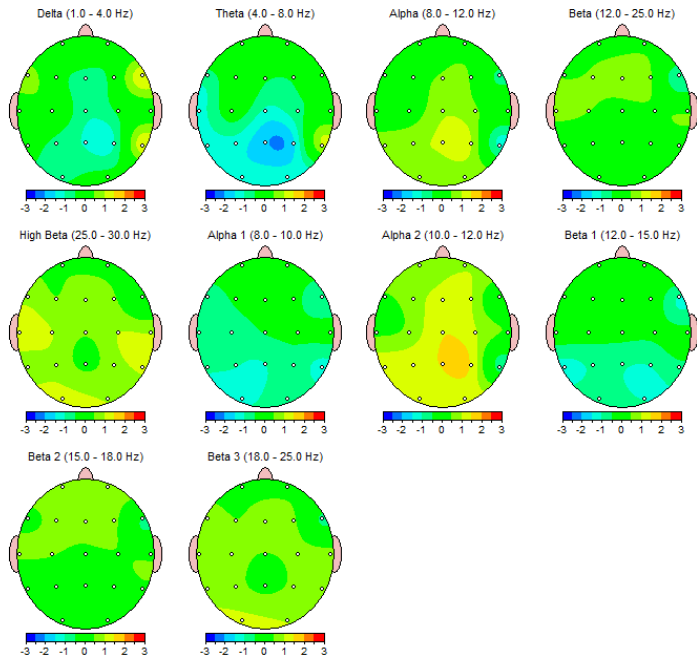 Delta (1.0 - 4.0 Hz) Theta (4.0 - 8.0 Hz) Alpha (8.0 - 12.0 Hz) Beta (12.0 - 25.0 Hz)
-3 -2 -1 0 1 2 3 -3 -2 -1 0 1 2 3 -3 -2 -1 0 1 2 3 -3 -2 -1 0 1 2 3
High Beta (25.0 - 30.0 Hz) Alpha 1 (8.0 - 10.0 Hz) Alpha 2 (10.0 - 12.0 Hz) Beta 1 (12.0 - 15.0 Hz)
-3 -2 -1 0 1 2 3 -3 -2 -1 0 1 2 3 -3 -2 -1 0 1 2 3 -3 -2 -1 0 1 2 3
Beta 2 (15.0 - 18.0 Hz) Beta 3 (18.0 - 25.0 Hz)
-3 -2 -1 0 1 2 3 -3 -2 -1 0 1 2 3